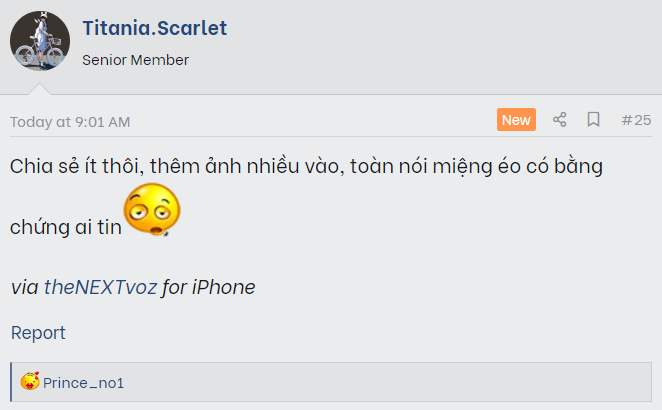 Titania.Scarlet
Senior Member
Today at 9:01 AM New #25
Chia sẻ ít thôi, thêm ảnh nhiều vào, toàn nói miệng éo có bằng
chứng ai tin
via theNEXTvoz for iPhone
Report
Prince_no1